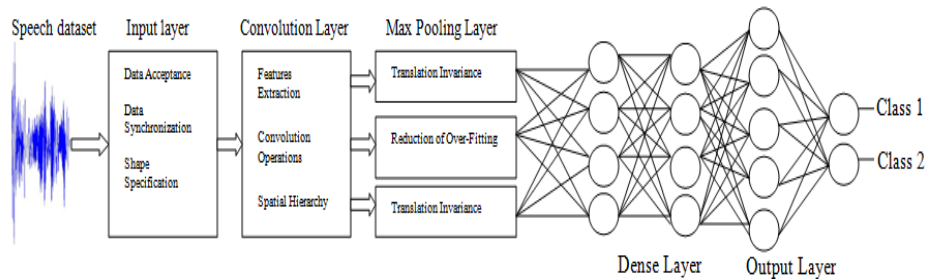 Speech dataset
Input layer
Convolution Layer
Max Pooling Layer
Data Acceptance
Data
Synchronization
Shape
Specification
Features
Extraction
Convolution
Operations
Spatial Hierarchy
Translation Invariance
Reduction of Over-Fitting
Translation Invariance
Class 1
Class 2
Dense Layer
Output Layer